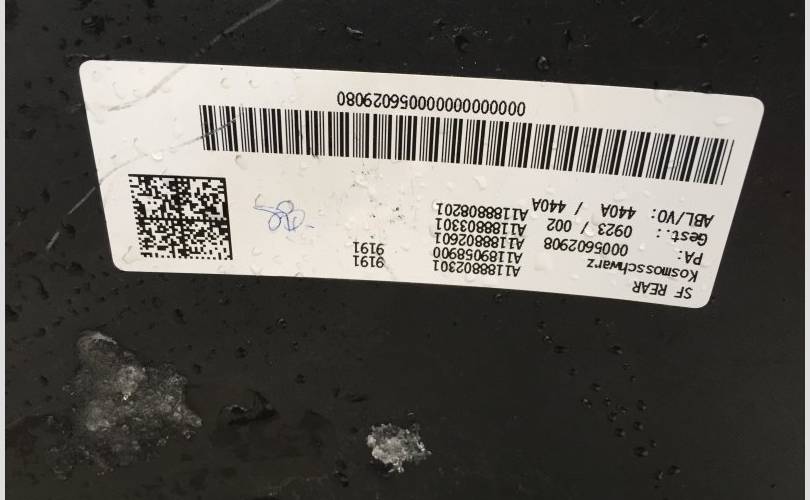 SF REAR
Kosmosschwarz A1188802301 9191
PA: 0005602908 A1189058900 9191
Gest.: 0923 / 002 A1188802601
ABL/VO: 440A / 440A A1188803301
A1188808201
0000000000000056029080